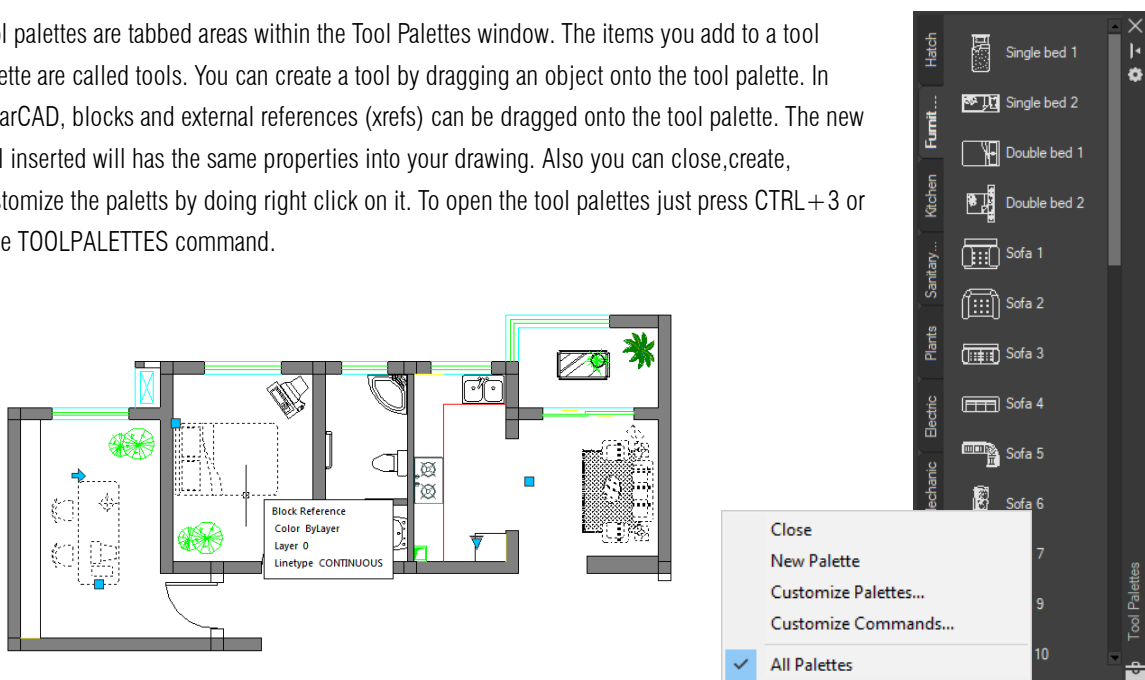 ol palettes are tabbed areas within the Tool Palettes window. The items you add to a tool
ette are called tools. You can create a tool by dragging an object onto the tool palette. In
arCAD, blocks and external references (xrefs) can be dragged onto the tool palette. The new
l inserted will has the same properties into your drawing. Also you can close,create,
stomize the paletts by doing right click on it. To open the tool palettes just press CTRL+3 or
e TOOLPALETTES command.
Block Reference
Color ByLayer
Layer 0
Linetype CONTINUOUS
Hatch
Furnit...
Kitchen
Sanitary...
Plants
Electric
echanic
Single bed 1
Single bed 2
Double bed 1
Double bed 2
Sofa 1
Sofa 2
Sofa 3
Sofa 4
Sofa 5
Sofa 6
7
9
10
Tool Palettes
Close
New Palette
Customize Palettes...
Customize Commands...
All Palettes